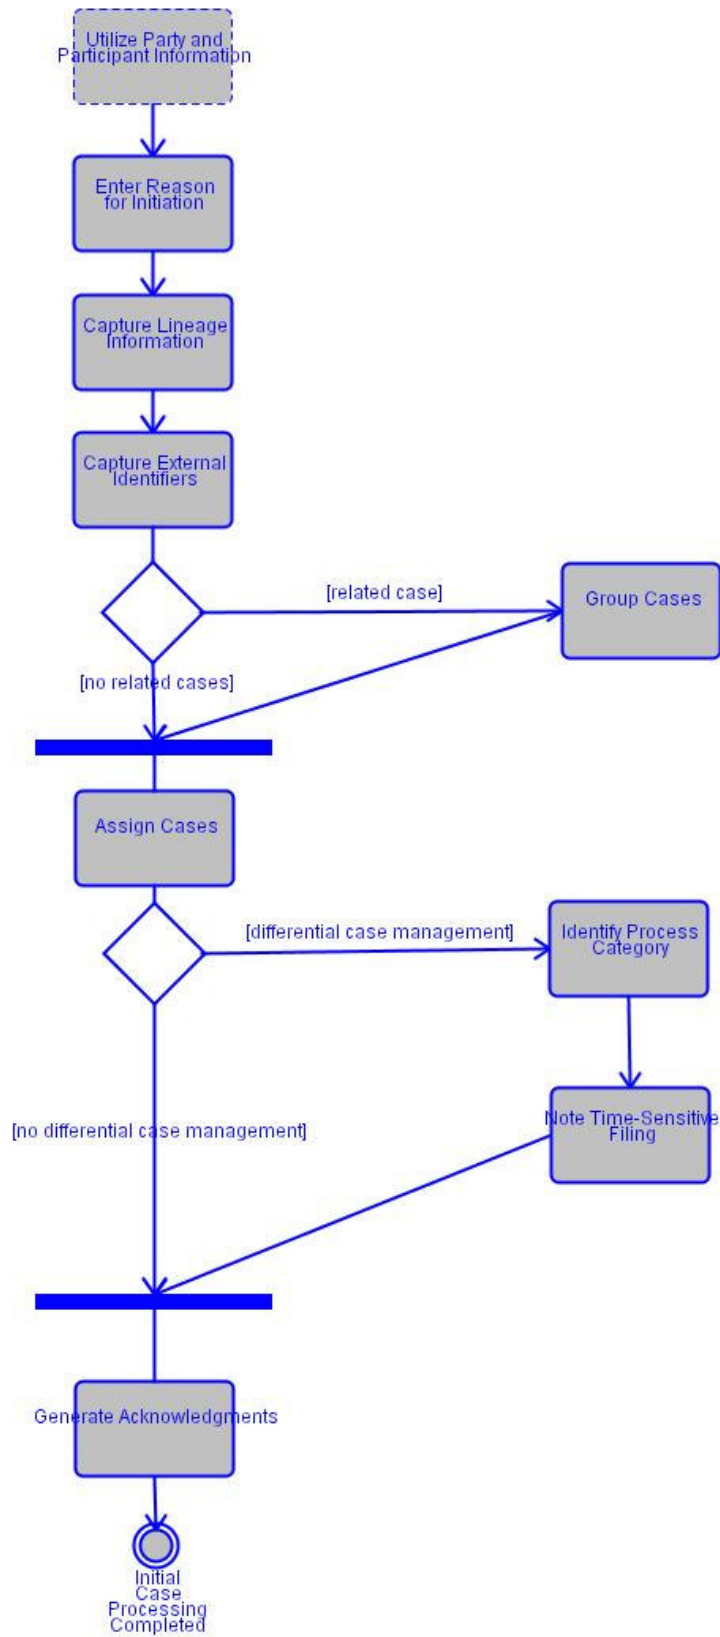 Utilize Party and
Participant Information
Enter Reason
for Initiation
Capture Lineage
Information
Capture External
Identifiers
[related case]
Group Cases
[no related cases]
Assign Cases
[differential case management]
Identify Process
Category
Note Time-Sensitive
Filing
[no differential case management]
Generate Acknowledgments
Initial
Case
Processing
Completed